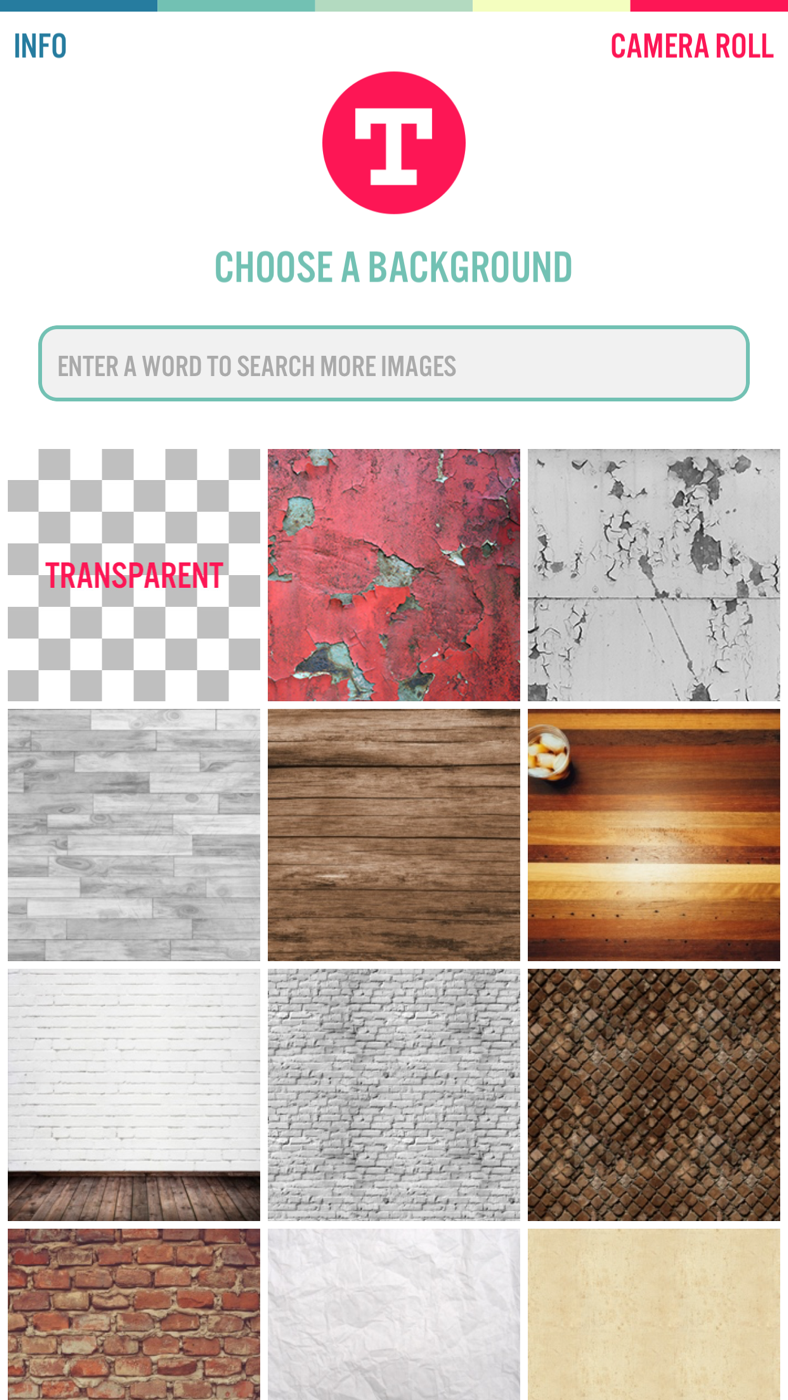 INFO
CAMERA ROLL
T
CHOOSE A BACKGROUND
ENTER A WORD TO SEARCH MORE IMAGES
TRANSPARENT